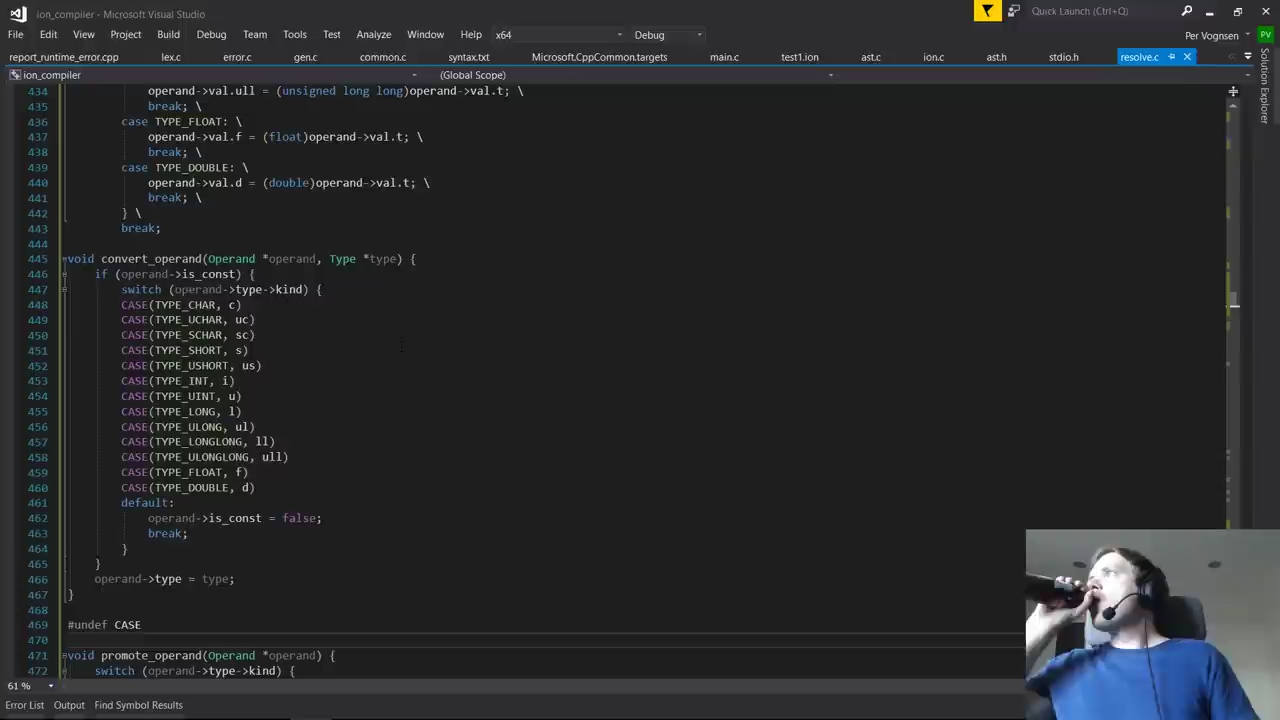 ion_compiler - Microsoft Visual Studio
Quick Launch (Ctrl+Q)
File Edit View Project Build Debug Team Tools Test Analyze Window Help x64 Debug Per Vognsen PV
report_runtime_error.cpp lex.c error.c gen.c common.c syntax.txt Microsoft.CppCommon.targets main.c test1.ion ast.c ion.c ast.h stdio.h resolve.c
ion_compiler (Global Scope)
Solution Explorer
434 operand->val.ull = (unsigned long long)operand->val.t; \
435 break; \
436 case TYPE_FLOAT: \
437 operand->val.f = (float)operand->val.t; \
438 break; \
439 case TYPE_DOUBLE: \
440 operand->val.d = (double)operand->val.t; \
441 break; \
442 } \
443 break;
444
445 void convert_operand(Operand *operand, Type *type) {
446 if (operand->is_const) {
447 switch (operand->type->kind) {
448 CASE(TYPE_CHAR, c)
449 CASE(TYPE_UCHAR, uc)
450 CASE(TYPE_SCHAR, sc)
451 CASE(TYPE_SHORT, s)
452 CASE(TYPE_USHORT, us)
453 CASE(TYPE_INT, i)
454 CASE(TYPE_UINT, u)
455 CASE(TYPE_LONG, l)
456 CASE(TYPE_ULONG, ul)
457 CASE(TYPE_LONGLONG, ll)
458 CASE(TYPE_ULONGLONG, ull)
459 CASE(TYPE_FLOAT, f)
460 CASE(TYPE_DOUBLE, d)
461 default:
462 operand->is_const = false;
463 break;
464 }
465 }
466 operand->type = type;
467 }
468
469 #undef CASE
470
471 void promote_operand(Operand *operand) {
472 switch (operand->type->kind) {
61 %
Error List Output Find Symbol Results